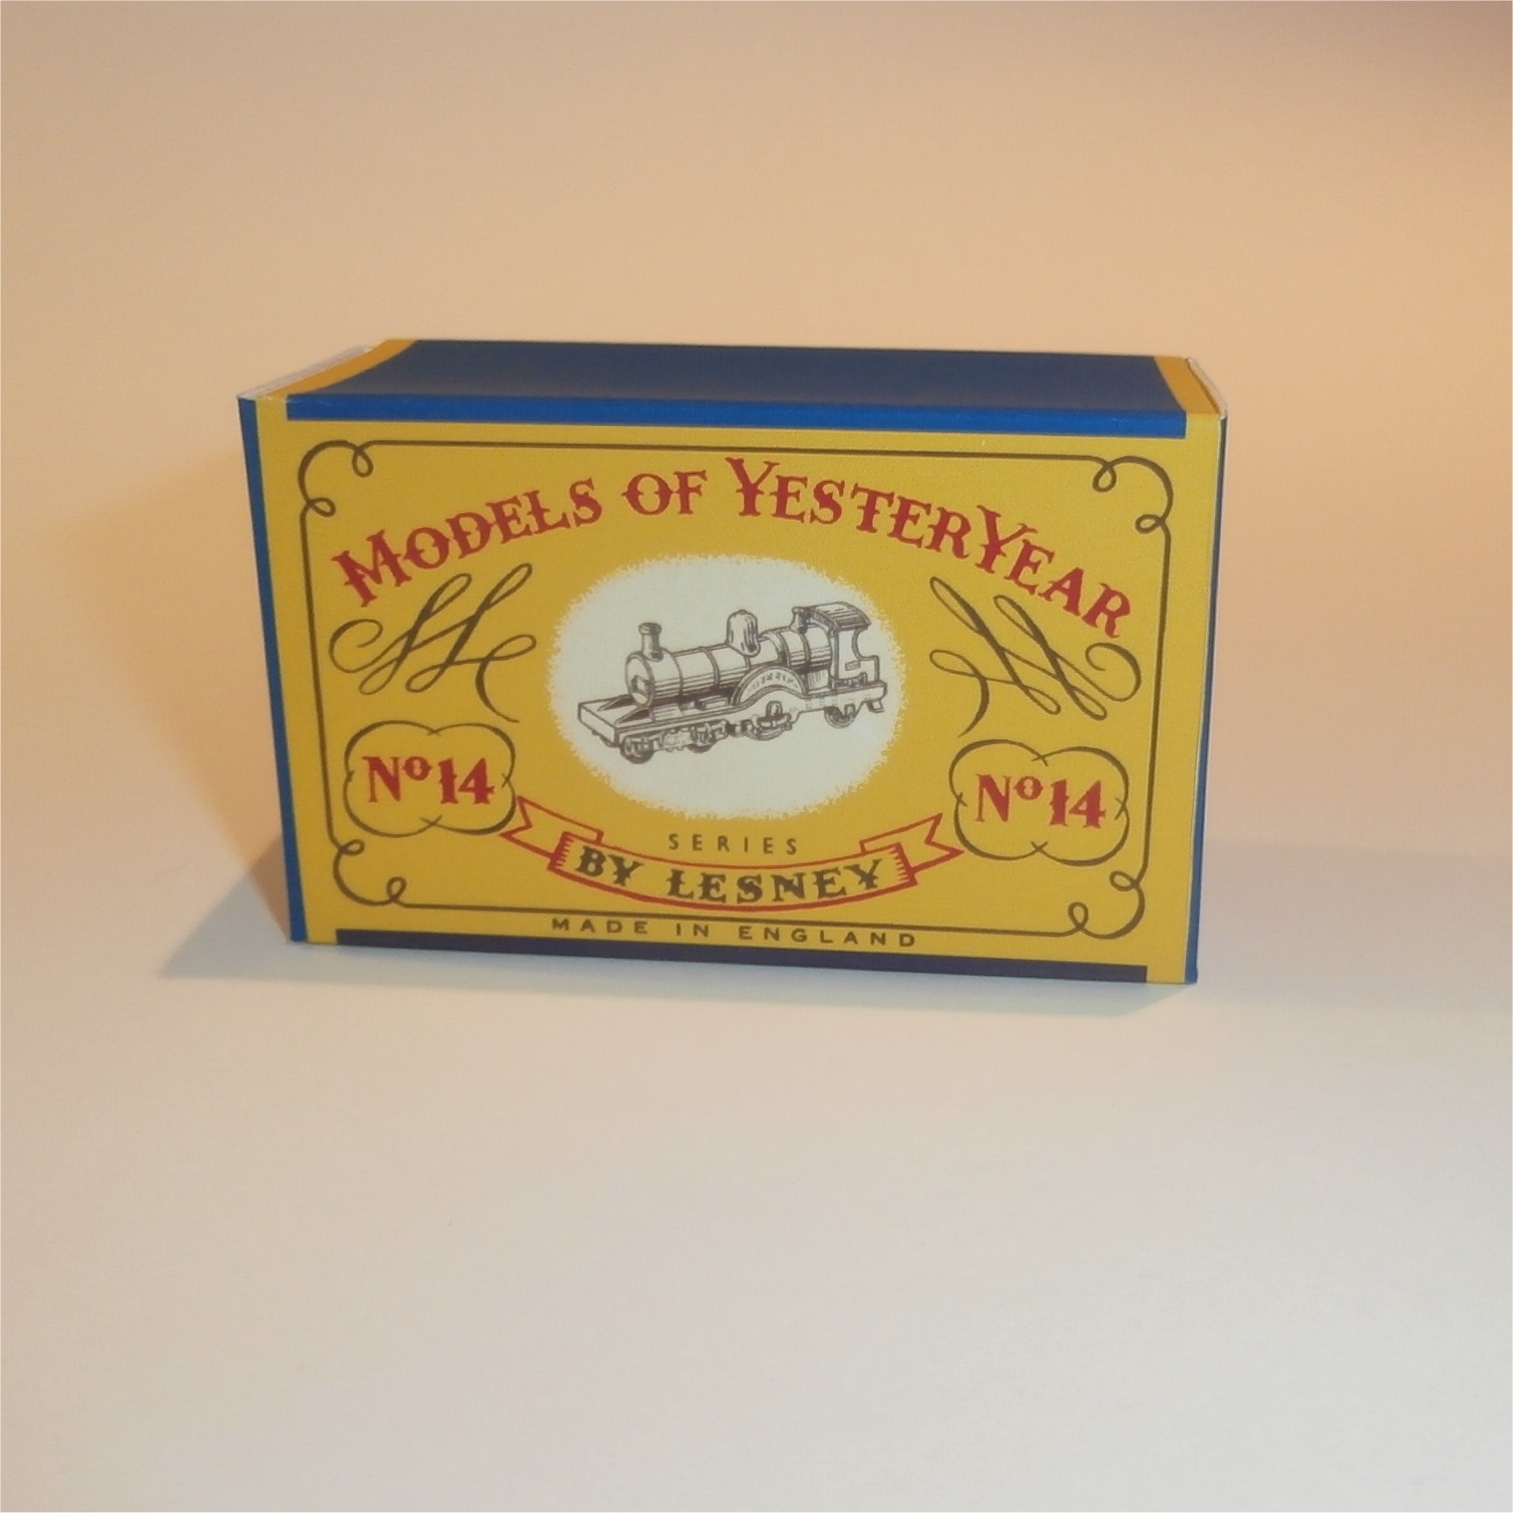 MODELS OF YESTERYEAR
Nº14
Nº14
SERIES
BY LESNEY
MADE IN ENGLAND